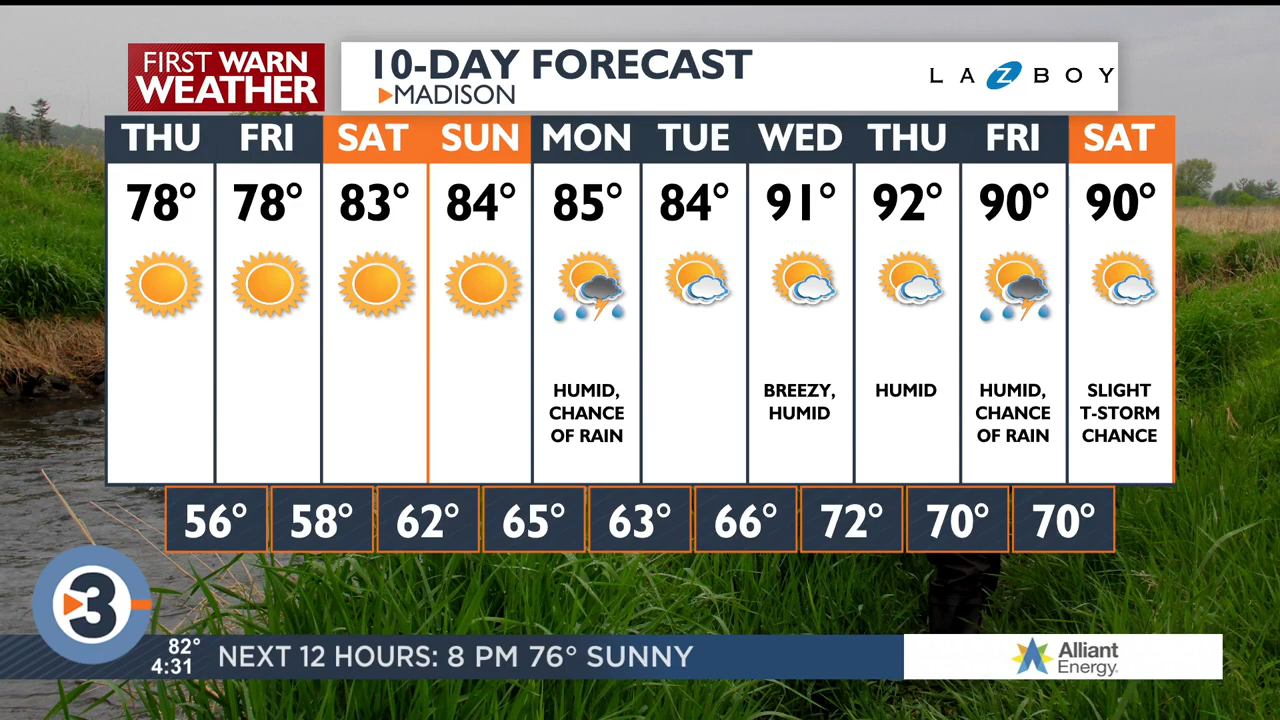 FIRST WARN
WEATHER
10-DAY FORECAST
MADISON
LAZBOY
THU FRI SAT SUN MON TUE WED THU FRI SAT
78° 78° 83° 84° 85° 84° 91° 92° 90° 90°
HUMID,
CHANCE
OF RAIN
BREEZY,
HUMID
HUMID
HUMID,
CHANCE
OF RAIN
SLIGHT
T-STORM
CHANCE
56° 58° 62° 65° 63° 66° 72° 70° 70°
3
82°
4:31
NEXT 12 HOURS: 8 PM 76° SUNNY
Alliant
Energy